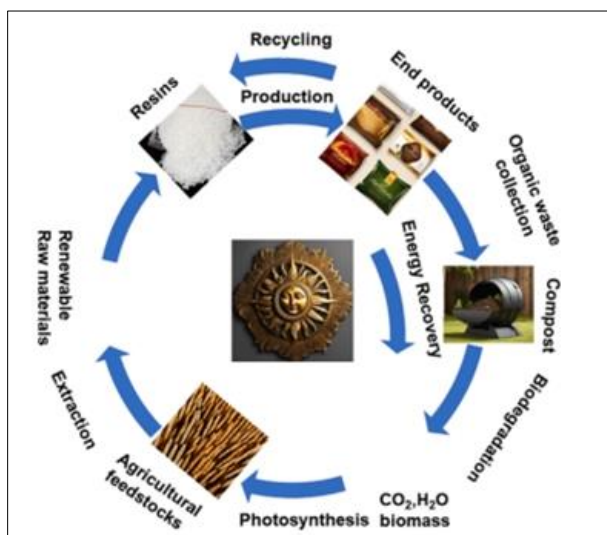 Recycling
Production
Resins
End products
Organic waste
collection
Energy Recovery
Compost
Biodegradation
CO₂,H₂O
biomass
Photosynthesis
Agricultural
feedstocks
Extraction
Renewable
Raw materials